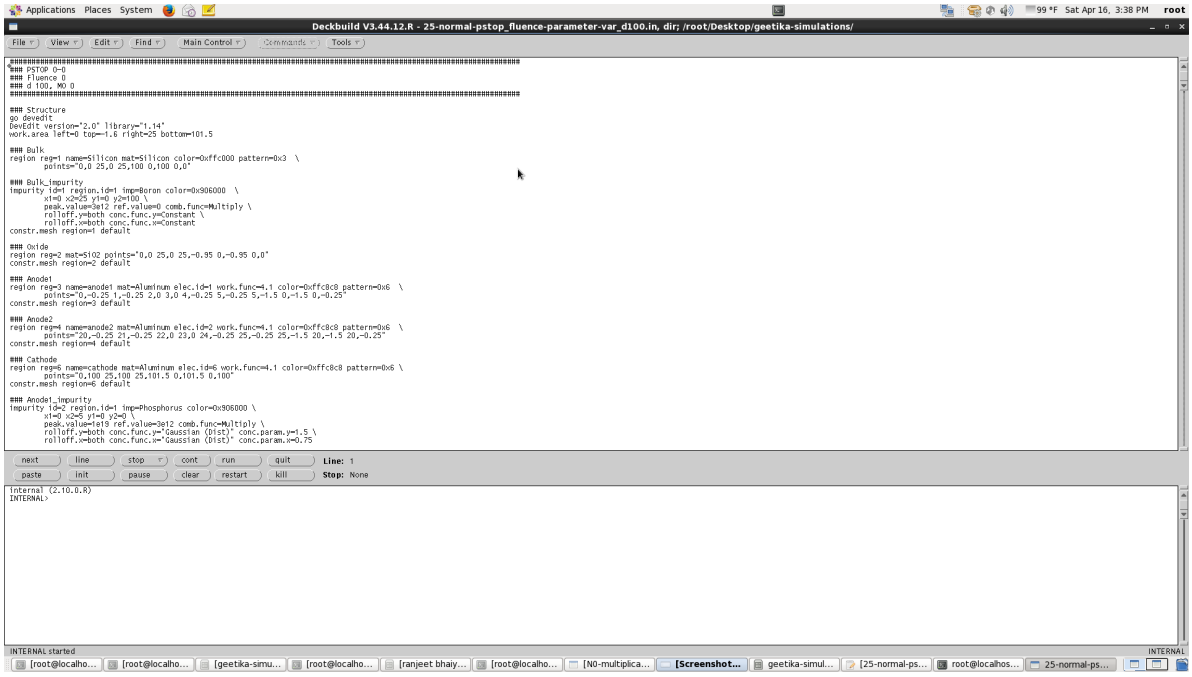 Applications Places System
99 °F Sat Apr 16, 3:38 PM root
Deckbuild V3.44.12.R - 25-normal-pstop_fluence-parameter-var_d100.in, dir; /root/Desktop/geetika-simulations/
File View Edit Find Main Control Commands Tools
################################################################################
### PSTOP 0-0
### Fluence 0
### d 100, MO 0
################################################################################
### Structure
go devedit
DevEdit version="2.0" library="1.14"
work.area left=0 top=-1.6 right=25 bottom=101.5
### Bulk
region reg=1 name=Silicon mat=Silicon color=0xffc000 pattern=0x3 \
points="0,0 25,0 25,100 0,100 0,0"
### Bulk_impurity
impurity id=1 region.id=1 imp=Boron color=0x906000 \
x1=0 x2=25 y1=0 y2=100 \
peak.value=3e12 ref.value=0 comb.func=Multiply \
rolloff.y=both conc.func.y=Constant \
rolloff.x=both conc.func.x=Constant
constr.mesh region=1 default
### Oxide
region reg=2 mat=SiO2 points="0,0 25,0 25,-0.95 0,-0.95 0,0"
constr.mesh region=2 default
### Anode1
region reg=3 name=anode1 mat=Aluminum elec.id=1 work.func=4.1 color=0xffc8c8 pattern=0x6 \
points="0,-0.25 1,-0.25 2,0 3,0 4,-0.25 5,-0.25 5,-1.5 0,-1.5 0,-0.25"
constr.mesh region=3 default
### Anode2
region reg=4 name=anode2 mat=Aluminum elec.id=2 work.func=4.1 color=0xffc8c8 pattern=0x6 \
points="20,-0.25 21,-0.25 22,0 23,0 24,-0.25 25,-0.25 25,-1.5 20,-1.5 20,-0.25"
constr.mesh region=4 default
### Cathode
region reg=6 name=cathode mat=Aluminum elec.id=6 work.func=4.1 color=0xffc8c8 pattern=0x6 \
points="0,100 25,100 25,101.5 0,101.5 0,100"
constr.mesh region=6 default
### Anode1_impurity
impurity id=2 region.id=1 imp=Phosphorus color=0x906000 \
x1=0 x2=5 y1=0 y2=0 \
peak.value=1e19 ref.value=3e12 comb.func=Multiply \
rolloff.y=both conc.func.y="Gaussian (Dist)" conc.param.y=1.5 \
rolloff.x=both conc.func.x="Gaussian (Dist)" conc.param.x=0.75
next line stop cont run quit Line: 1
paste init pause clear restart kill Stop: None
internal (2.10.0.R)
INTERNAL>
INTERNAL started INTERNAL
[root@localho... [root@localho... [geetika-simu... [root@localho... [ranjeet bhaiy... [root@localho... [N0-multiplica... [Screenshot... geetika-simul... [25-normal-ps... root@localhos... 25-normal-ps...